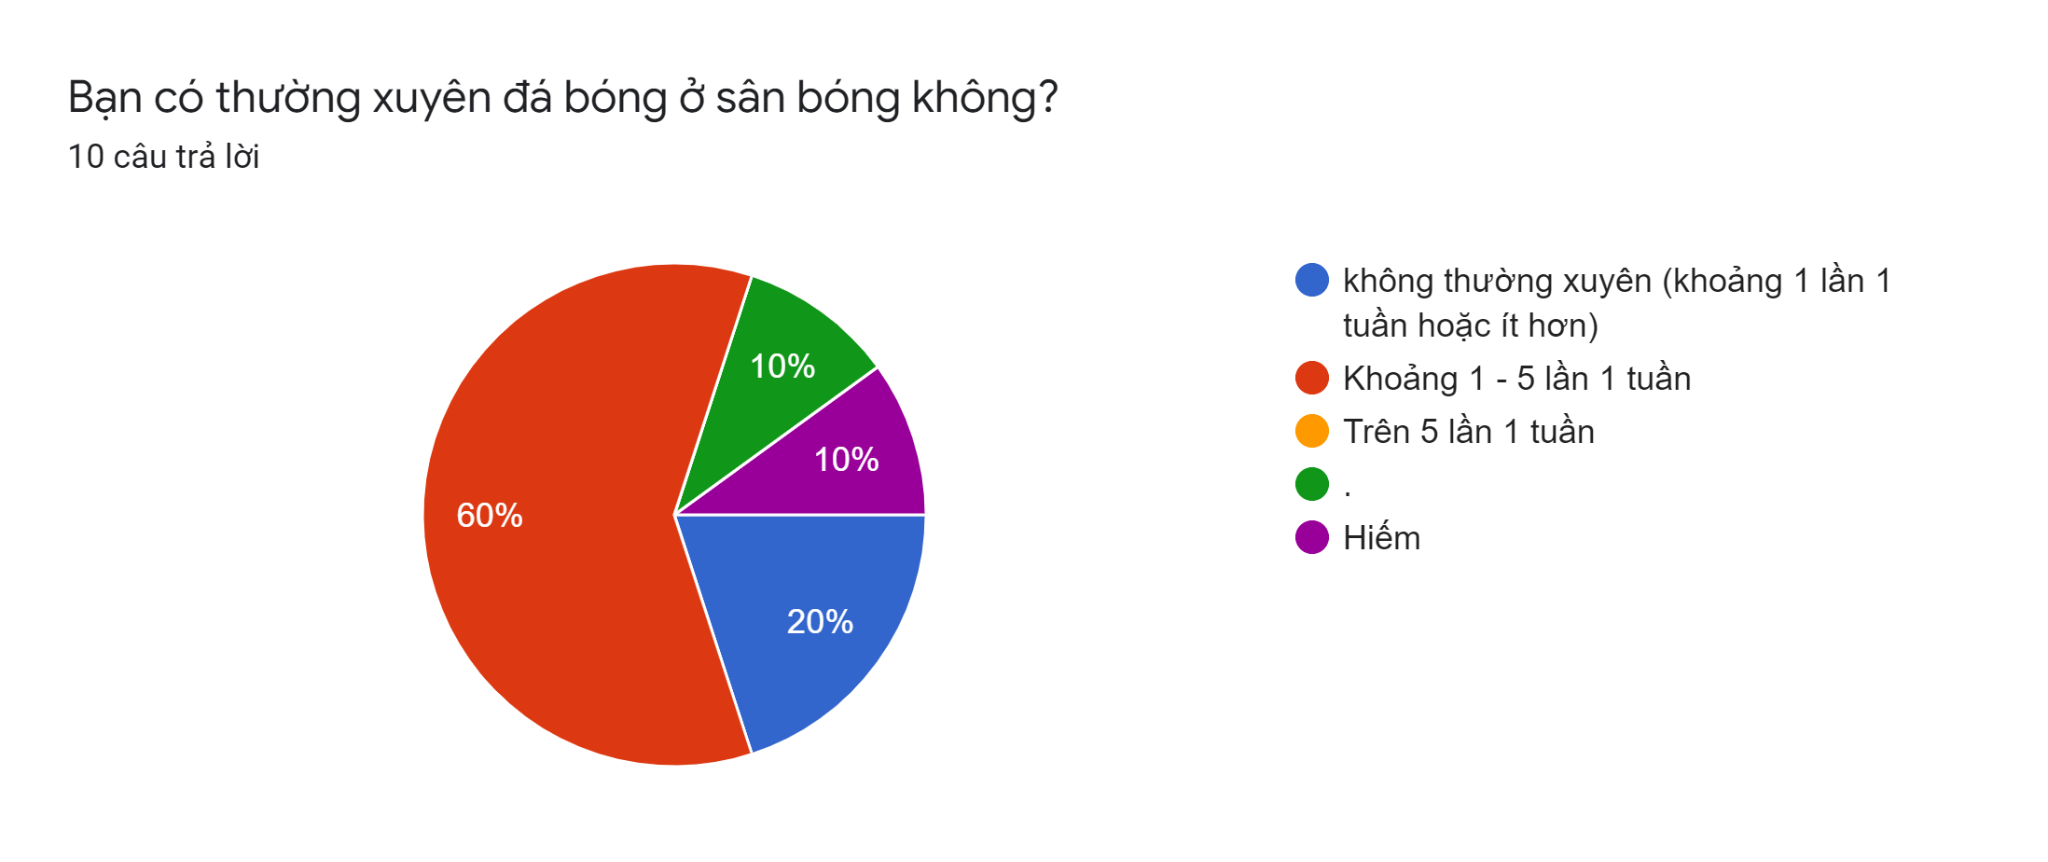 Bạn có thường xuyên đá bóng ở sân bóng không?
10 câu trả lời
10%
10%
60%
20%
không thường xuyên (khoảng 1 lần 1
tuần hoặc ít hơn)
Khoảng 1 - 5 lần 1 tuần
Trên 5 lần 1 tuần
.
Hiếm